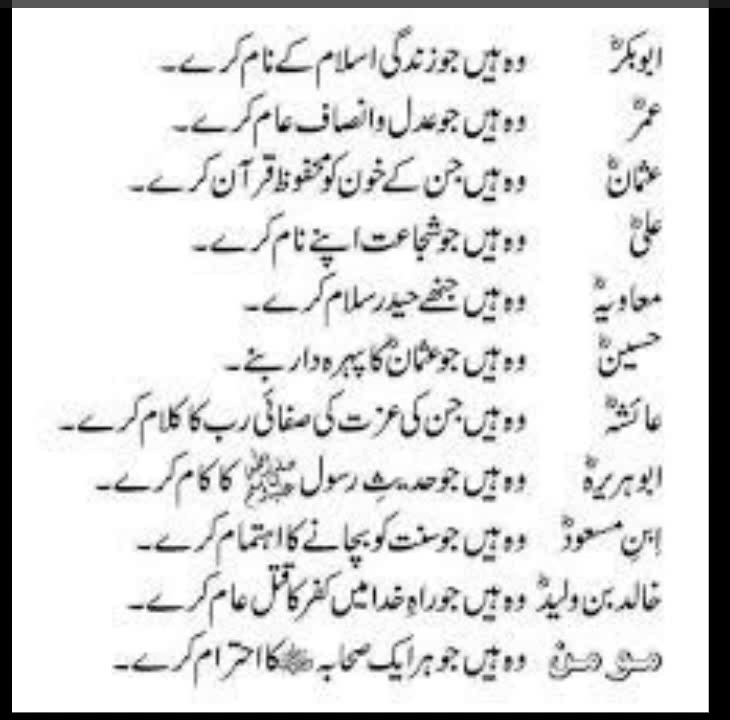 ابوبکرؓ وہ ہیں جو زندگی اسلام کے نام کرے۔
عمرؓ وہ ہیں جو عدل و انصاف عام کرے۔
عثمانؓ وہ ہیں جن کے خون کو محفوظ قرآن کرے۔
علیؓ وہ ہیں جو شجاعت اپنے نام کرے۔
معاویہؓ وہ ہیں جنھے حیدر سلام کرے۔
حسینؓ وہ ہیں جو عثمانؓ کا پہرہ دار بنے۔
عائشہؓ وہ ہیں جن کی عزت کی صفائی رب کا کلام کرے۔
ابوہریرہؓ وہ ہیں جو حدیثِ رسول ﷺ کا کام کرے۔
ابنِ مسعودؓ وہ ہیں جو سنت کو بچانے کا اہتمام کرے۔
خالد بن ولیدؓ وہ ہیں جو راہِ خدا میں کفر کا قتل عام کرے۔
مومن وہ ہیں جو ہر ایک صحابہ کا احترام کرے۔